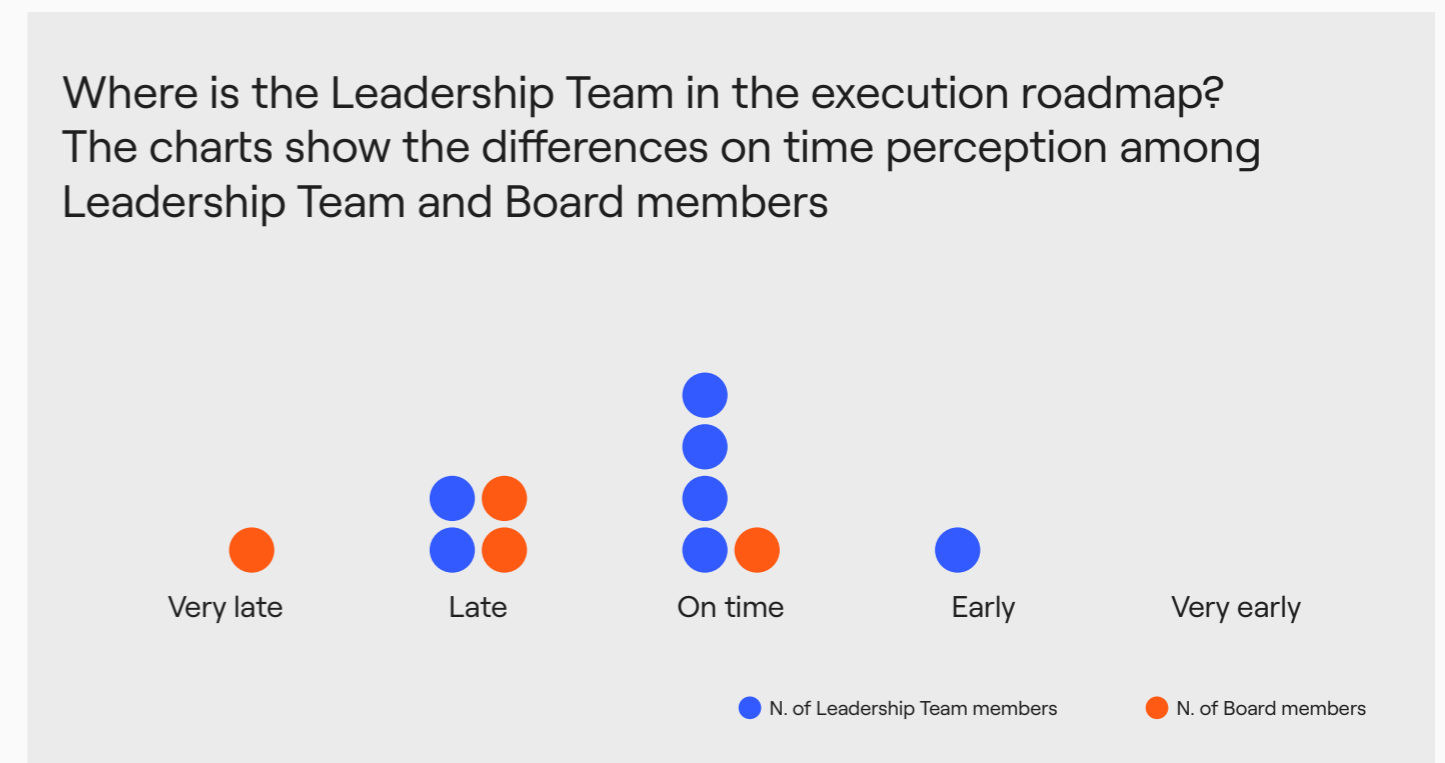 Where is the Leadership Team in the execution roadmap?
The charts show the differences on time perception among
Leadership Team and Board members
Very late
Late
On time
Early
Very early
N. of Leadership Team members
N. of Board members